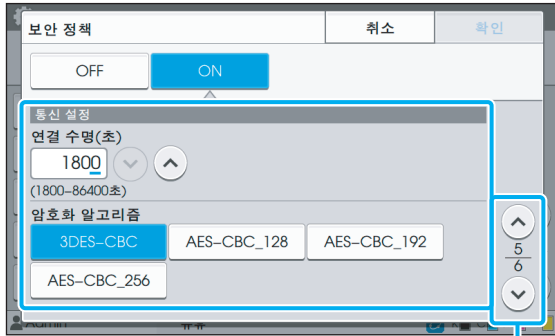 보안 정책
취소
확인
OFF
ON
통신 설정
연결 수명(초)
1800
(1800–86400초)
암호화 알고리즘
3DES–CBC
AES–CBC_128
AES–CBC_192
AES–CBC_256
5
6
Admin